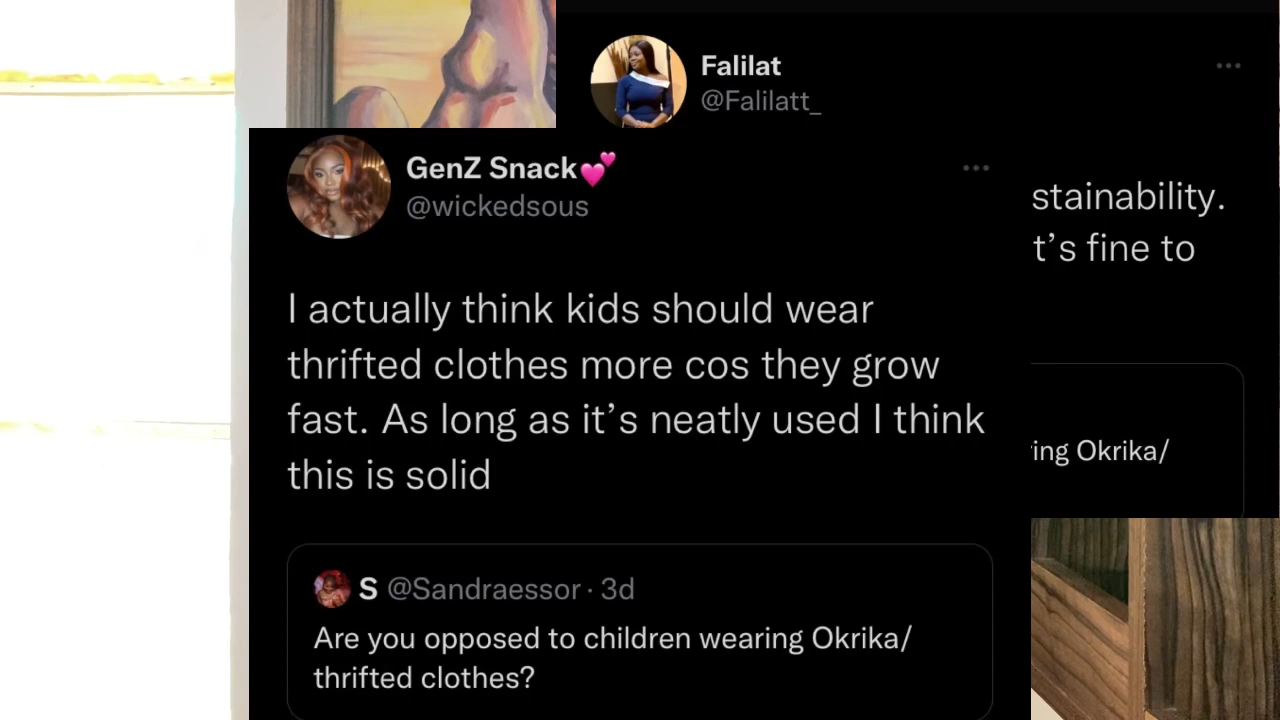 Falilat
@Falilatt_
stainability.
t’s fine to
ing Okrika/
GenZ Snack💕
@wickedsous
I actually think kids should wear
thrifted clothes more cos they grow
fast. As long as it’s neatly used I think
this is solid
S @Sandraessor · 3d
Are you opposed to children wearing Okrika/
thrifted clothes?